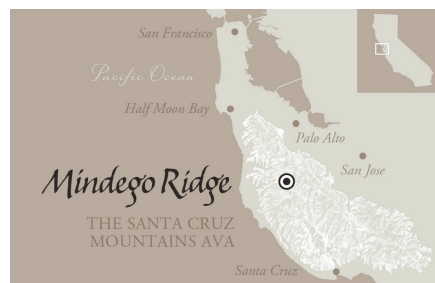 San Francisco
Pacific Ocean
Half Moon Bay
Palo Alto
San Jose
Mindego Ridge
THE SANTA CRUZ
MOUNTAINS AVA
Santa Cruz